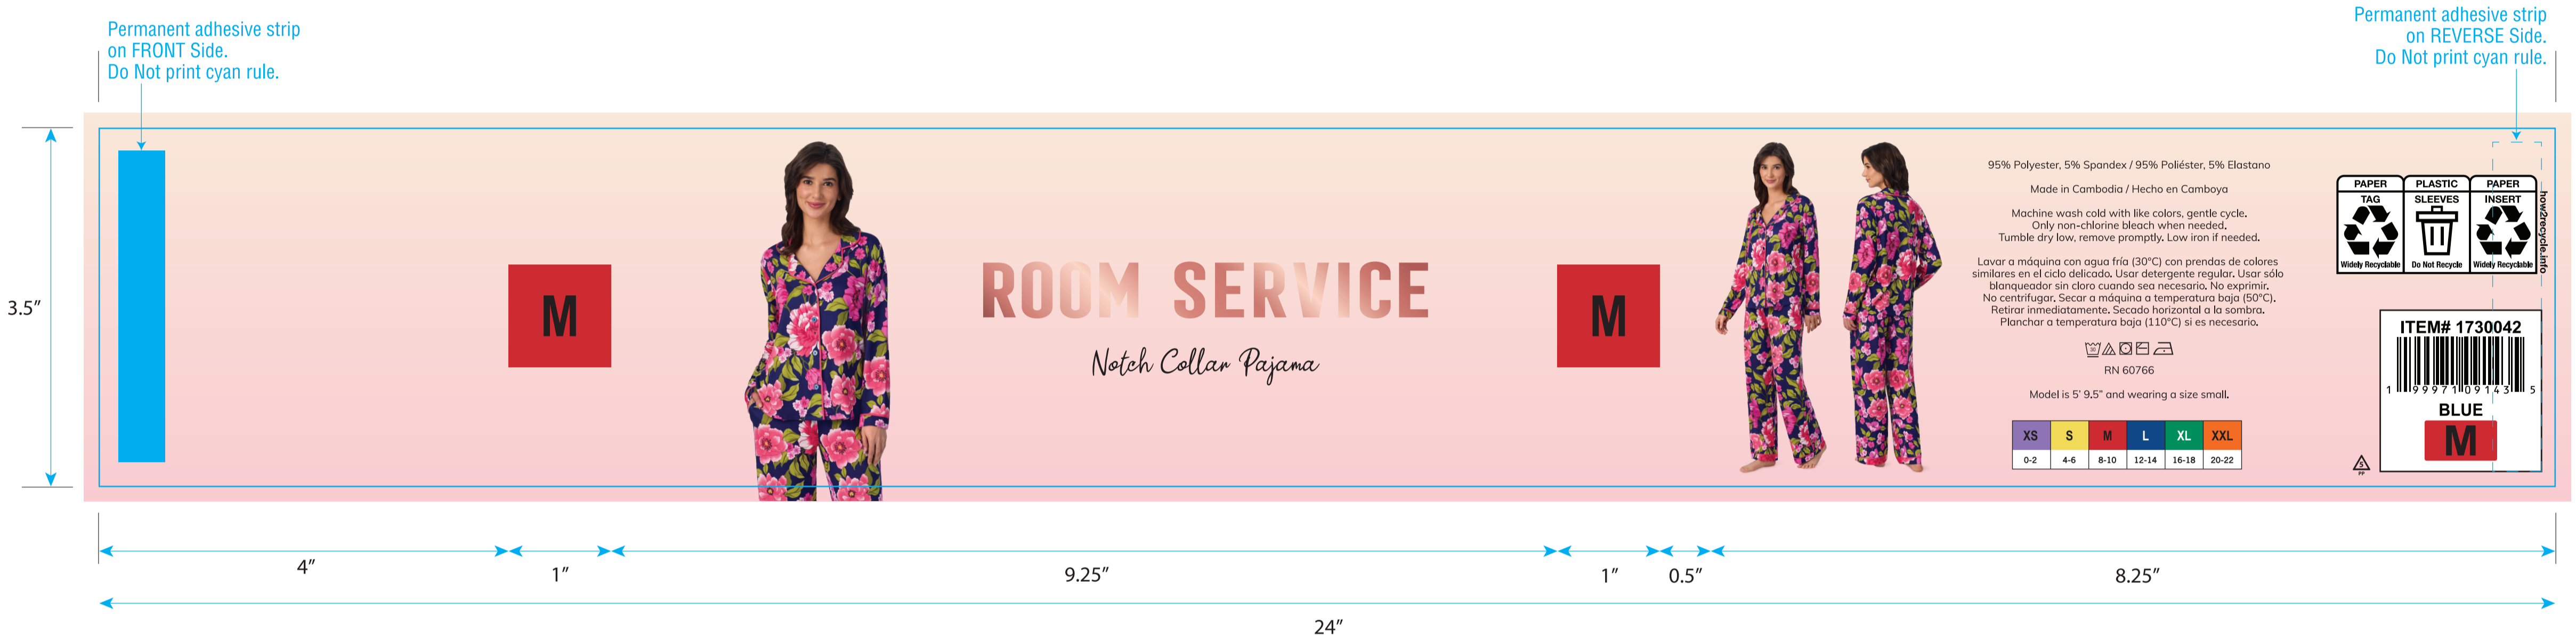 Permanent adhesive strip
on FRONT Side.
Do Not print cyan rule.
Permanent adhesive strip
on REVERSE Side.
Do Not print cyan rule.
3.5”
M
ROOM SERVICE
Notch Collar Pajama
M
95% Polyester, 5% Spandex / 95% Poliéster, 5% Elastano
Made in Cambodia / Hecho en Camboya
Machine wash cold with like colors, gentle cycle.
Only non-chlorine bleach when needed.
Tumble dry low, remove promptly. Low iron if needed.
Lavar a máquina con agua fría (30°C) con prendas de colores
similares en el ciclo delicado. Usar detergente regular. Usar sólo
blanqueador sin cloro cuando sea necesario. No exprimir.
No centrifugar. Secar a máquina a temperatura baja (50°C).
Retirar inmediatamente. Secado horizontal a la sombra.
Planchar a temperatura baja (110°C) si es necesario.
RN 60766
Model is 5’ 9.5” and wearing a size small.
XS S M L XL XXL
0-2 4-6 8-10 12-14 16-18 20-22
PAPER PLASTIC PAPER
TAG SLEEVES INSERT
Widely Recyclable Do Not Recycle Widely Recyclable
how2recycle.info
ITEM# 1730042
1 99971 09143 5
BLUE
M
5
PP
4”
1”
9.25”
1”
0.5”
8.25”
24”